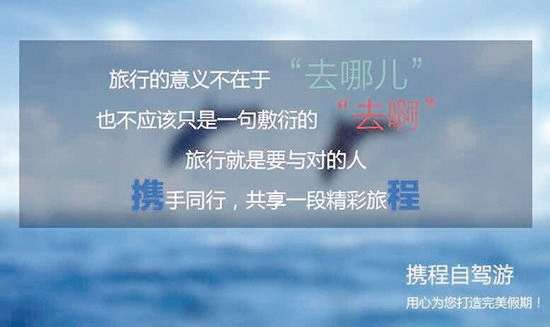 旅行的意义不在于“去哪儿”
也不应该只是一句敷衍的“去啊”
旅行就是要与对的人
携手同行，共享一段精彩旅程
携程自驾游
用心为您打造完美假期！